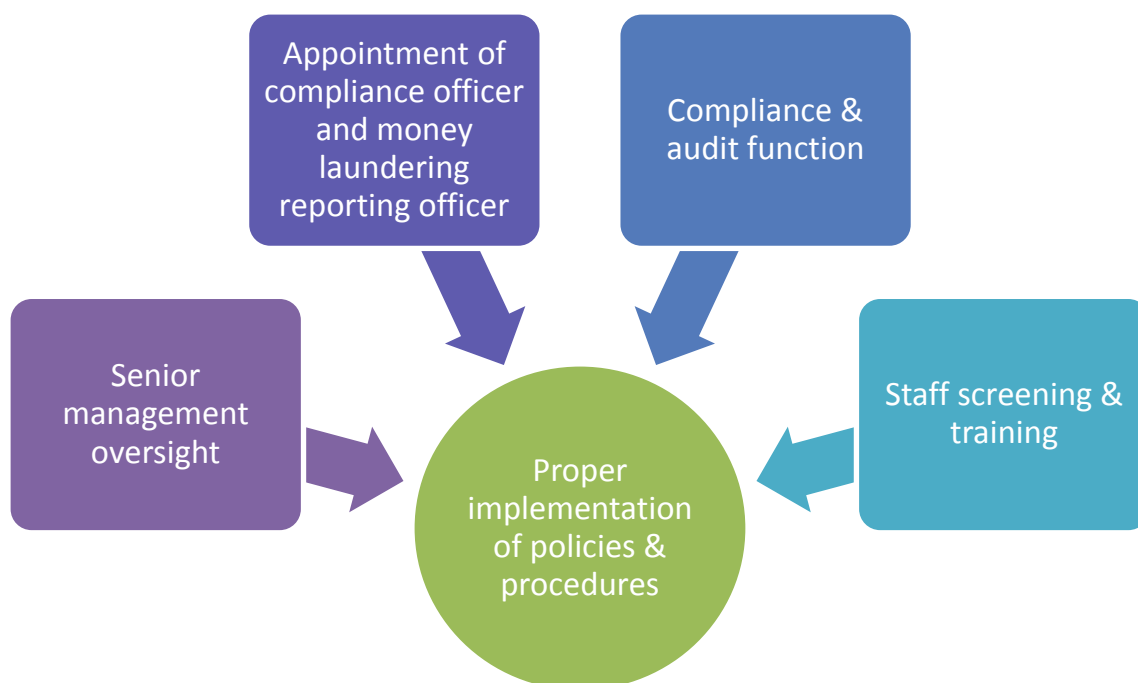 Appointment of
compliance officer
and money
laundering
reporting officer
Compliance &
audit function
Senior
management
oversight
Staff screening &
training
Proper
implementation
of policies &
procedures